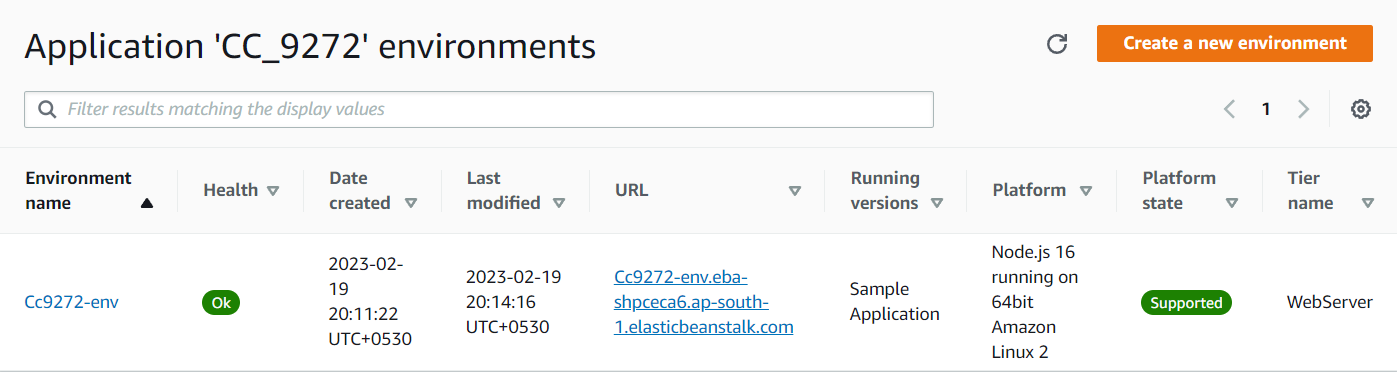 Application 'CC_9272' environments
Create a new environment
Filter results matching the display values
1
Environment
name
Health
Date
created
Last
modified
URL
Running
versions
Platform
Platform
state
Tier
name
Cc9272-env
Ok
2023-02-
19
20:11:22
UTC+0530
2023-02-19
20:14:16
UTC+0530
Cc9272-env.eba-
shpceca6.ap-south-
1.elasticbeanstalk.com
Sample
Application
Node.js 16
running on
64bit
Amazon
Linux 2
Supported
WebServer